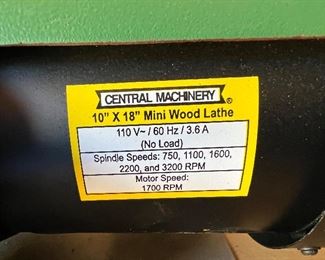 CENTRAL MACHINERY®
10" X 18" Mini Wood Lathe
110 V~ / 60 Hz / 3.6 A
(No Load)
Spindle Speeds: 750, 1100, 1600,
2200, and 3200 RPM
Motor Speed:
1700 RPM